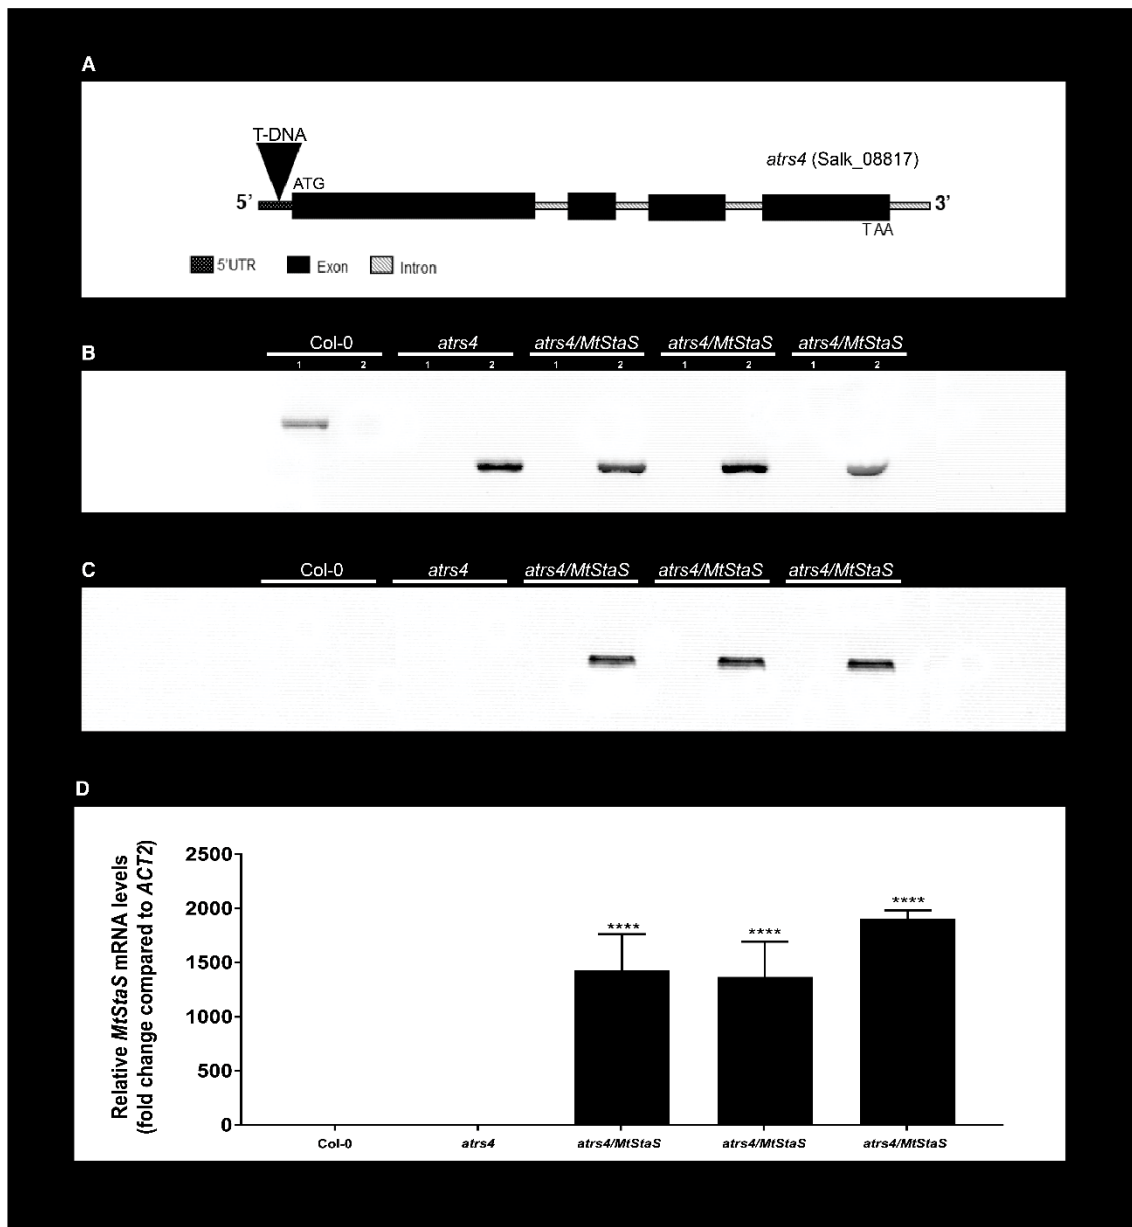 A
T-DNA
atrs4 (Salk_08817)
ATG
5’ 3’
TAA
5'UTR Exon Intron
B
Col-0 atrs4 atrs4/MtStaS atrs4/MtStaS atrs4/MtStaS
1 2 1 2 1 2 1 2 1 2
C
Col-0 atrs4 atrs4/MtStaS atrs4/MtStaS atrs4/MtStaS
D
Relative MtStaS mRNA levels
(fold change compared to ACT2)
2500
2000
1500
1000
500
0
**** **** ****
Col-0 atrs4 atrs4/MtStaS atrs4/MtStaS atrs4/MtStaS